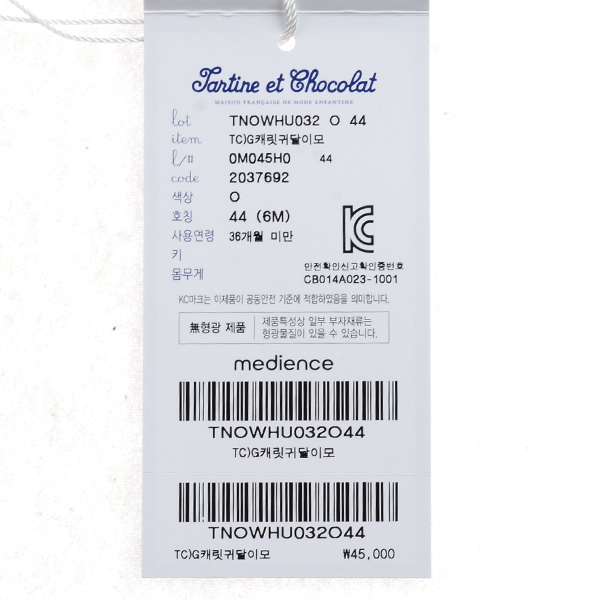 Tartine et Chocolat
MAISON FRANÇAISE DE MODE ENFANTINE
lot TNOWHU032 O 44
item TC)G캐릿귀달이모
l/n 0M045H0 44
code 2037692
색상 O
호칭 44 (6M)
사용연령 36개월 미만
키
몸무게
KC
안전확인신고확인증번호
CB014A023-1001
KC마크는 이제품이 공통안전 기준에 적합하였음을 의미합니다.
無형광 제품 제품특성상 일부 부자재류는
형광물질이 있을 수 있습니다.
medience
TNOWHU032O44
TC)G캐릿귀달이모
TNOWHU032O44
TC)G캐릿귀달이모 ₩45,000